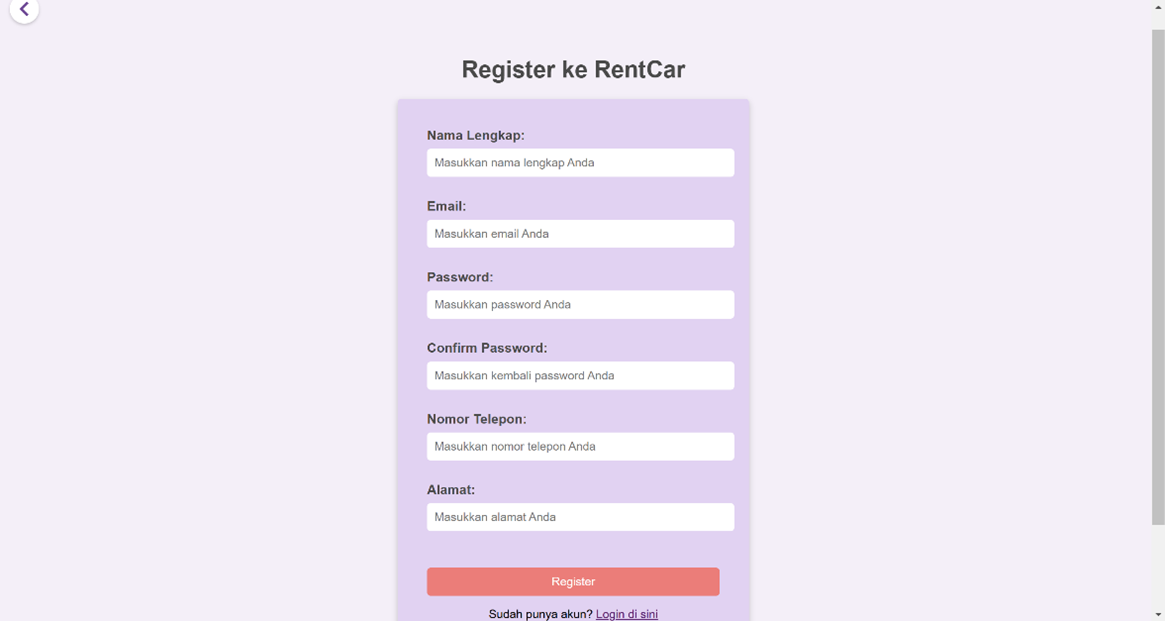 Register ke RentCar
Nama Lengkap:
Masukkan nama lengkap Anda
Email:
Masukkan email Anda
Password:
Masukkan password Anda
Confirm Password:
Masukkan kembali password Anda
Nomor Telepon:
Masukkan nomor telepon Anda
Alamat:
Masukkan alamat Anda
Register
Sudah punya akun? Login di sini